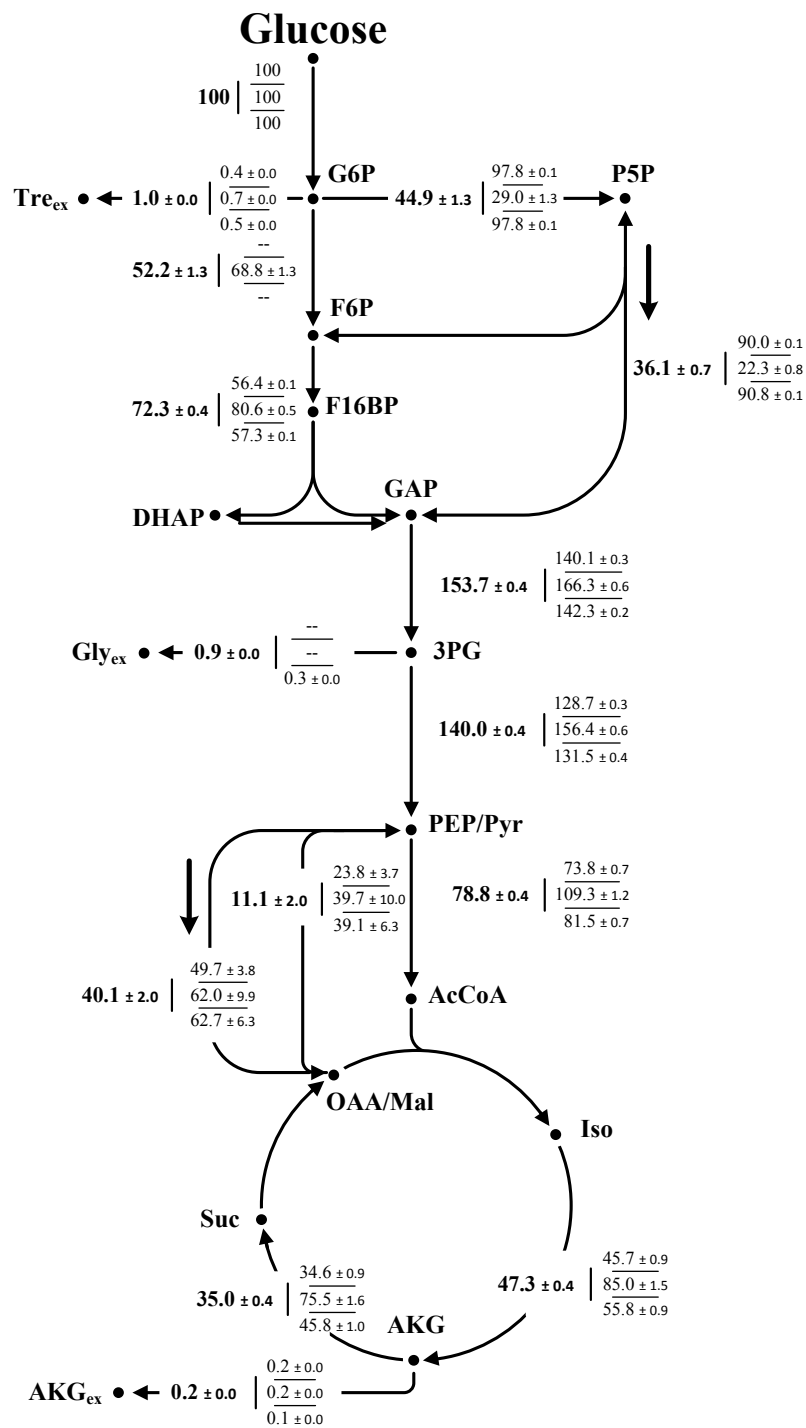 Glucose
100
100
100
100
G6P
P5P
Tre_ex
1.0 ± 0.0
0.4 ± 0.0
0.7 ± 0.0
0.5 ± 0.0
44.9 ± 1.3
97.8 ± 0.1
29.0 ± 1.3
97.8 ± 0.1
52.2 ± 1.3
--
68.8 ± 1.3
--
F6P
36.1 ± 0.7
90.0 ± 0.1
22.3 ± 0.8
90.8 ± 0.1
72.3 ± 0.4
56.4 ± 0.1
80.6 ± 0.5
57.3 ± 0.1
F16BP
DHAP
GAP
153.7 ± 0.4
140.1 ± 0.3
166.3 ± 0.6
142.3 ± 0.2
Gly_ex
0.9 ± 0.0
--
--
0.3 ± 0.0
3PG
140.0 ± 0.4
128.7 ± 0.3
156.4 ± 0.6
131.5 ± 0.4
PEP/Pyr
11.1 ± 2.0
23.8 ± 3.7
39.7 ± 10.0
39.1 ± 6.3
78.8 ± 0.4
73.8 ± 0.7
109.3 ± 1.2
81.5 ± 0.7
40.1 ± 2.0
49.7 ± 3.8
62.0 ± 9.9
62.7 ± 6.3
AcCoA
OAA/Mal
Iso
Suc
35.0 ± 0.4
34.6 ± 0.9
75.5 ± 1.6
45.8 ± 1.0
47.3 ± 0.4
45.7 ± 0.9
85.0 ± 1.5
55.8 ± 0.9
AKG
AKG_ex
0.2 ± 0.0
0.2 ± 0.0
0.2 ± 0.0
0.1 ± 0.0